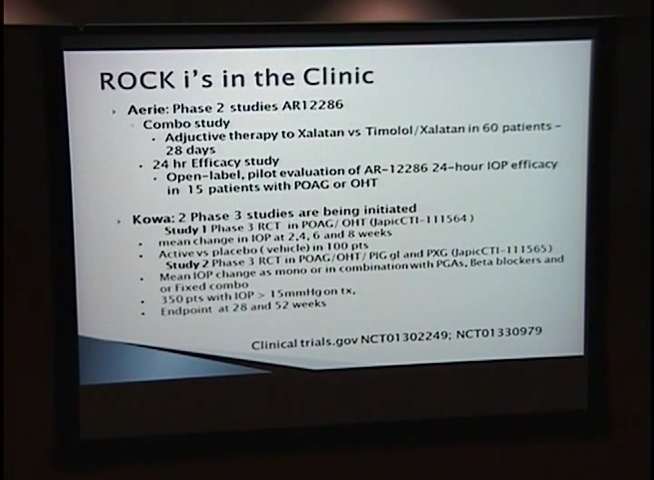 ROCK i's in the Clinic
Aerie: Phase 2 studies AR12286
Combo study
Adjuctive therapy to Xalatan vs Timolol/Xalatan in 60 patients –
28 days
24 hr Efficacy study
Open-label, pilot evaluation of AR-12286 24-hour IOP efficacy
in 15 patients with POAG or OHT
Kowa: 2 Phase 3 studies are being initiated
Study 1 Phase 3 RCT in POAG/ OHT (JapicCTI-111564)
mean change in IOP at 2,4, 6 and 8 weeks
Active vs placebo ( vehicle) in 100 pts
Study 2 Phase 3 RCT in POAG/OHT/ PIG gl and PXG (JapicCTI-111565)
Mean IOP change as mono or in combination with PGAs, Beta blockers and
or Fixed combo
350 pts with IOP > 15mmHg on tx,
Endpoint at 28 and 52 weeks
Clinical trials.gov NCT01302249; NCT01330979